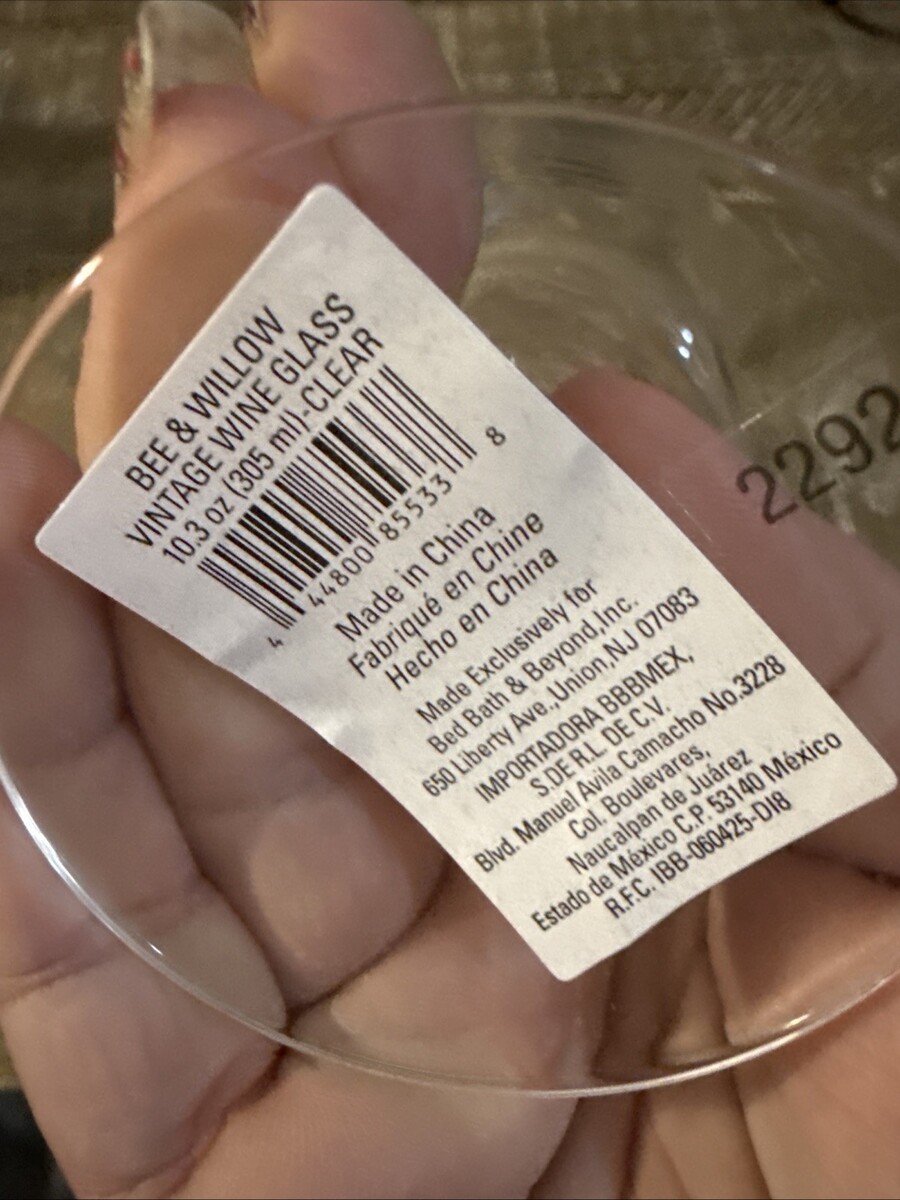 BEE & WILLOW
VINTAGE WINE GLASS
10.3 oz (305 ml)-CLEAR
4 44800 85533 8
Made in China
Fabriqué en Chine
Hecho en China
Made Exclusively for
Bed Bath & Beyond,Inc.
650 Liberty Ave.,Union,NJ 07083
IMPORTADORA BBBMEX,
S.DE R.L. DE C.V.
Blvd. Manuel Avila Camacho No.3228
Col. Boulevares,
Naucalpan de Juárez
Estado de México C.P. 53140 México
R.F.C. IBB-060425-DI8
2292